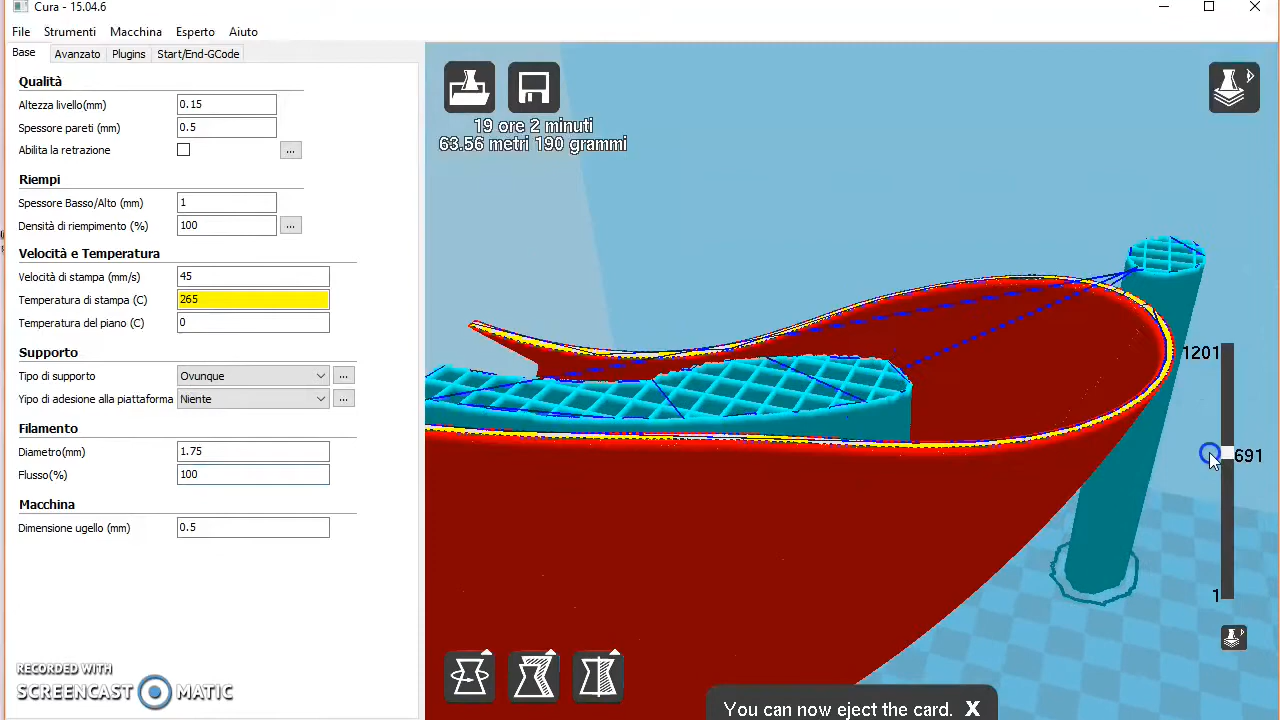 Cura - 15.04.6
File Strumenti Macchina Esperto Aiuto
Base Avanzato Plugins Start/End-GCode
Qualità
Altezza livello(mm) 0.15
Spessore pareti (mm) 0.5
Abilita la retrazione ...
Riempi
Spessore Basso/Alto (mm) 1
Densità di riempimento (%) 100 ...
Velocità e Temperatura
Velocità di stampa (mm/s) 45
Temperatura di stampa (C) 265
Temperatura del piano (C) 0
Supporto
Tipo di supporto Ovunque ...
Yipo di adesione alla piattaforma Niente ...
Filamento
Diametro(mm) 1.75
Flusso(%) 100
Macchina
Dimensione ugello (mm) 0.5
RECORDED WITH
SCREENCAST MATIC
19 ore 2 minuti
63.56 metri 190 grammi
1201
691
1
You can now eject the card. X